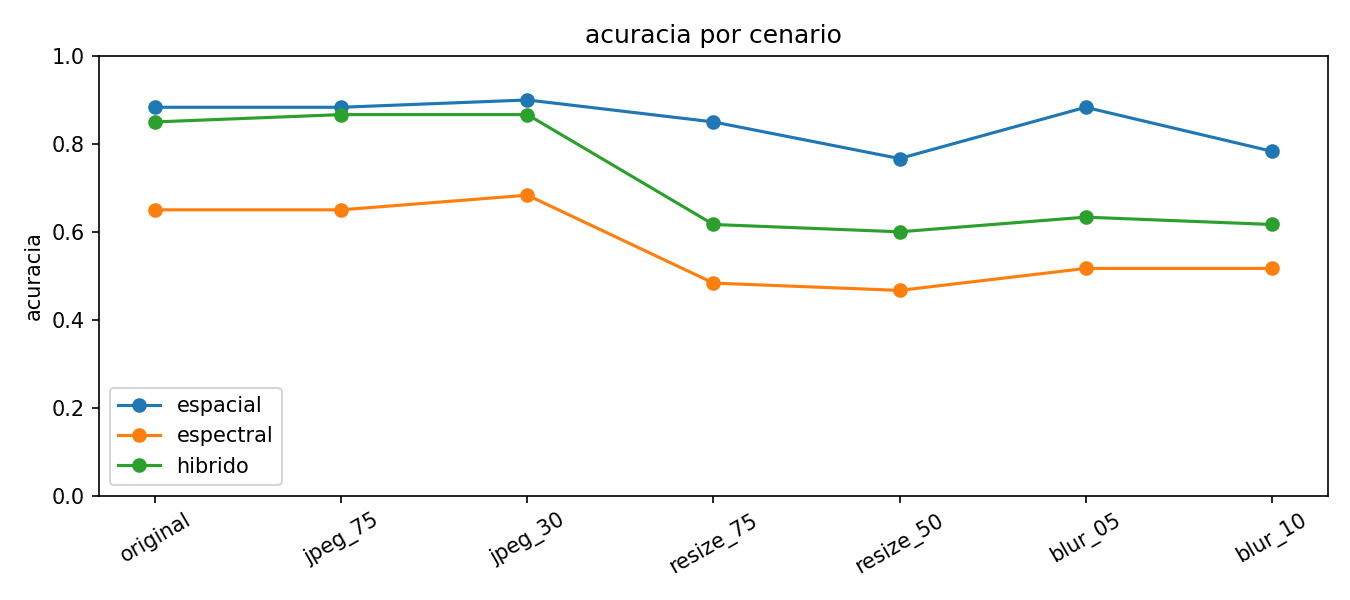 acuracia por cenario
1.0
0.8
0.6
0.4
0.2
0.0
acuracia
espacial
espectral
hibrido
original
jpeg_75
jpeg_30
resize_75
resize_50
blur_05
blur_10